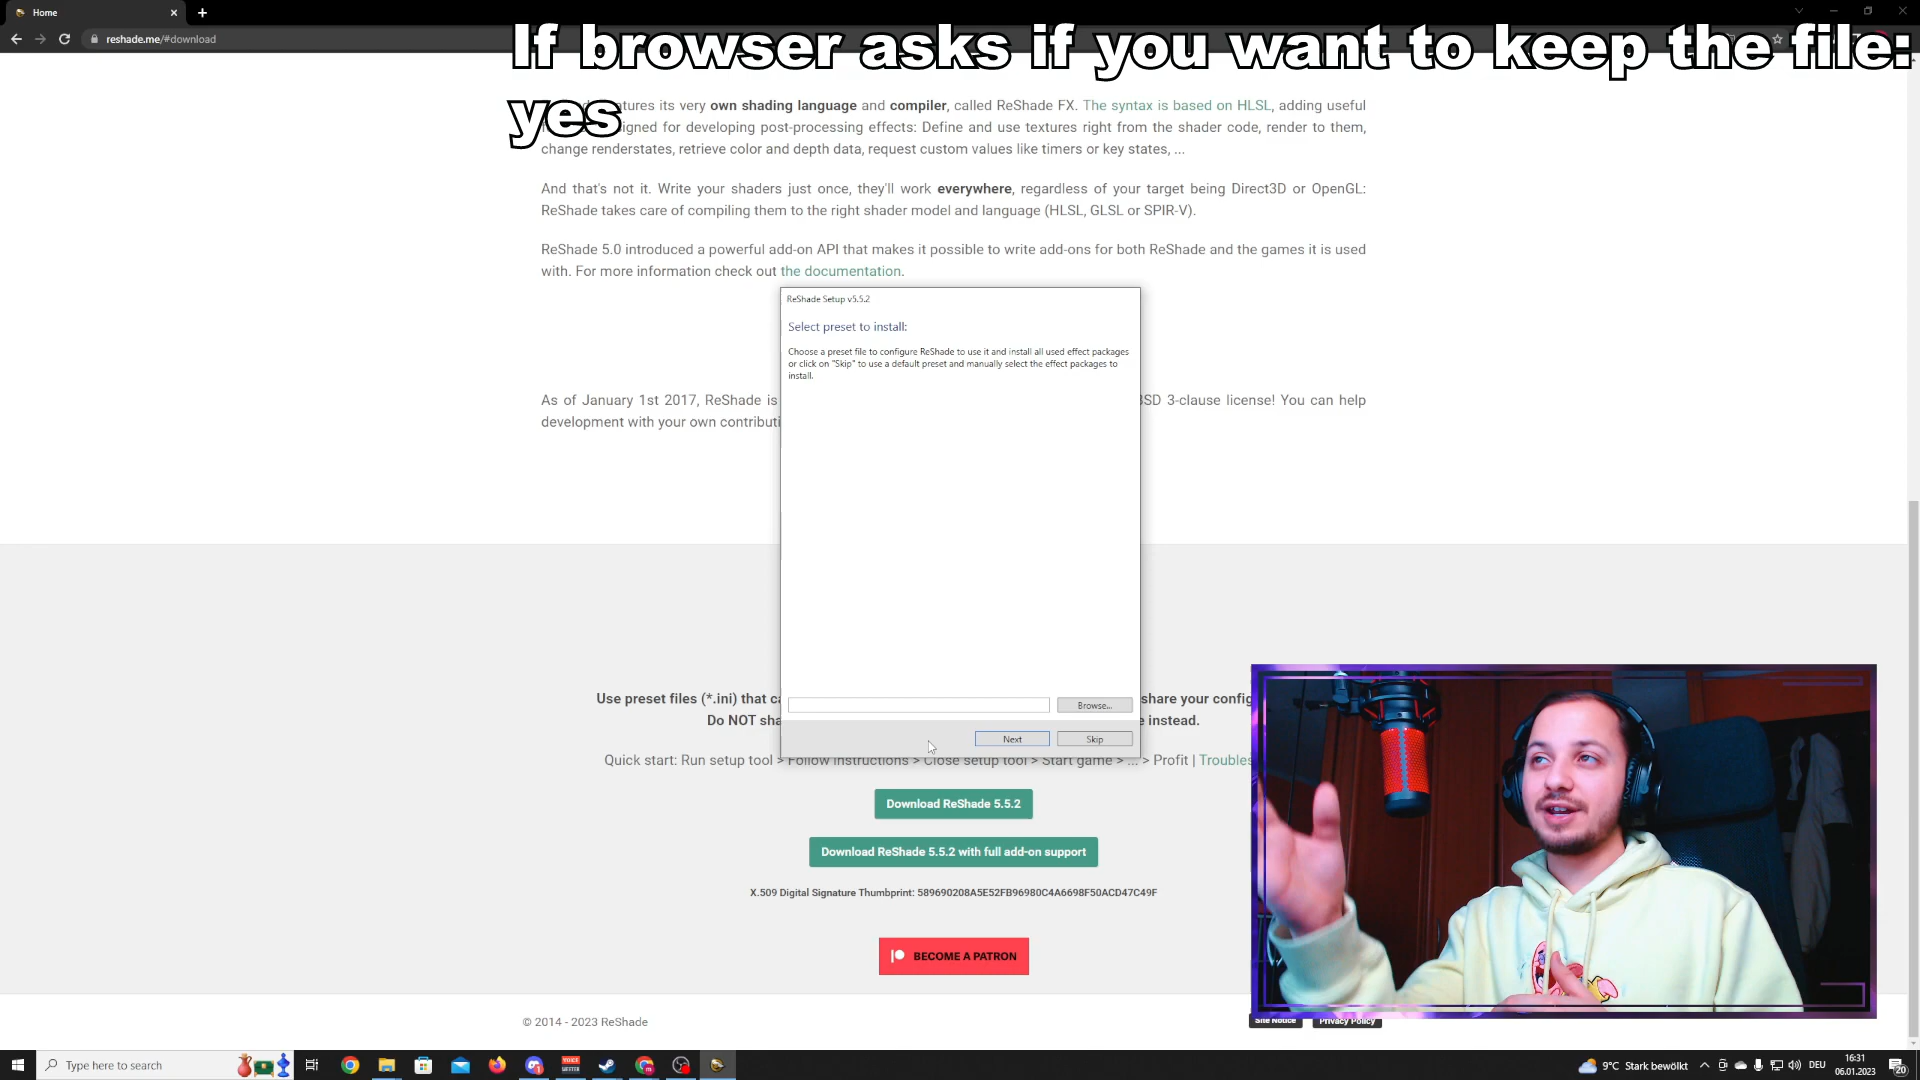 Home
reshade.me/#download
If browser asks if you want to keep the file:
yes
own shading language and compiler, called ReShade FX. The syntax is based on HLSL, adding useful
signed for developing post-processing effects: Define and use textures right from the shader code, render to them,
change renderstates, retrieve color and depth data, request custom values like timers or key states, ...
And that's not it. Write your shaders just once, they'll work everywhere, regardless of your target being Direct3D or OpenGL:
ReShade takes care of compiling them to the right shader model and language (HLSL, GLSL or SPIR-V).
ReShade 5.0 introduced a powerful add-on API that makes it possible to write add-ons for both ReShade and the games it is used
with. For more information check out the documentation.
ReShade Setup v5.5.2
Select preset to install:
Choose a preset file to configure ReShade to use it and install all used effect packages
or click on "Skip" to use a default preset and manually select the effect packages to
install.
As of January 1st 2017, ReShade is BSD 3-clause license! You can help
development with your own contributi
Use preset files (*.ini) that ca share your config
Browse...
Do NOT sha e instead.
Next Skip
Quick start: Run setup tool > Follow instructions > Close setup tool > Start game > ... > Profit | Troubles
Download ReShade 5.5.2
Download ReShade 5.5.2 with full add-on support
X.509 Digital Signature Thumbprint: 589690208A5E52FB96980C4A6698F50ACD47C49F
BECOME A PATRON
© 2014 - 2023 ReShade
Site Notice Privacy Policy
Type here to search
9°C Stark bewölkt
DEU
16:31
06.01.2023
20